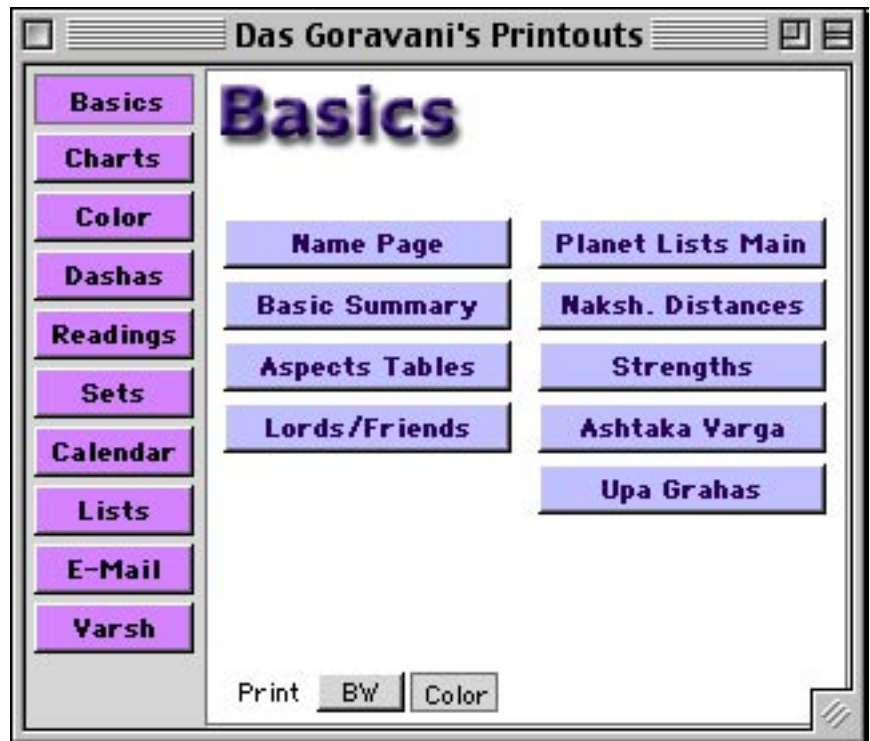 Das Goravani's Printouts
Basics
Charts
Color
Dashas
Readings
Sets
Calendar
Lists
E-Mail
Varsh
Basics
Name Page
Planet Lists Main
Basic Summary
Naksh. Distances
Aspects Tables
Strengths
Lords/Friends
Ashtaka Varga
Upa Grahas
Print BW Color